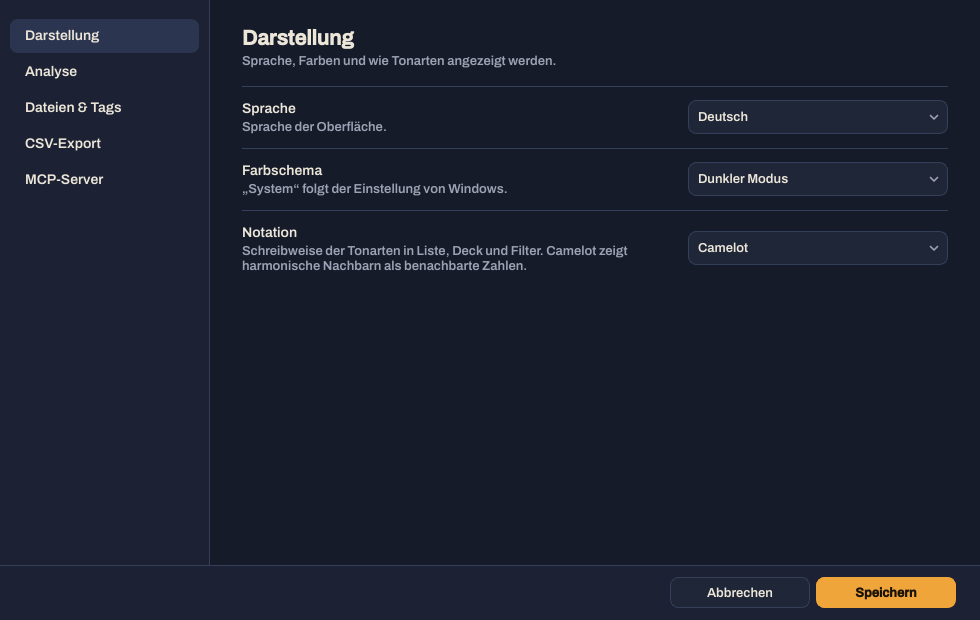 Darstellung
Analyse
Dateien & Tags
CSV-Export
MCP-Server
Darstellung
Sprache, Farben und wie Tonarten angezeigt werden.
Sprache
Sprache der Oberfläche.
Deutsch
Farbschema
„System“ folgt der Einstellung von Windows.
Dunkler Modus
Notation
Schreibweise der Tonarten in Liste, Deck und Filter. Camelot zeigt
harmonische Nachbarn als benachbarte Zahlen.
Camelot
Abbrechen
Speichern